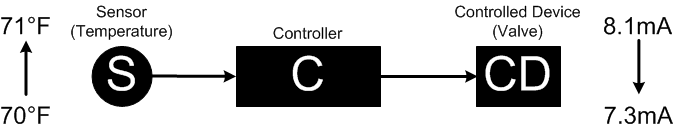 71°F
70°F
Sensor
(Temperature)
S
Controller
C
Controlled Device
(Valve)
CD
8.1mA
7.3mA